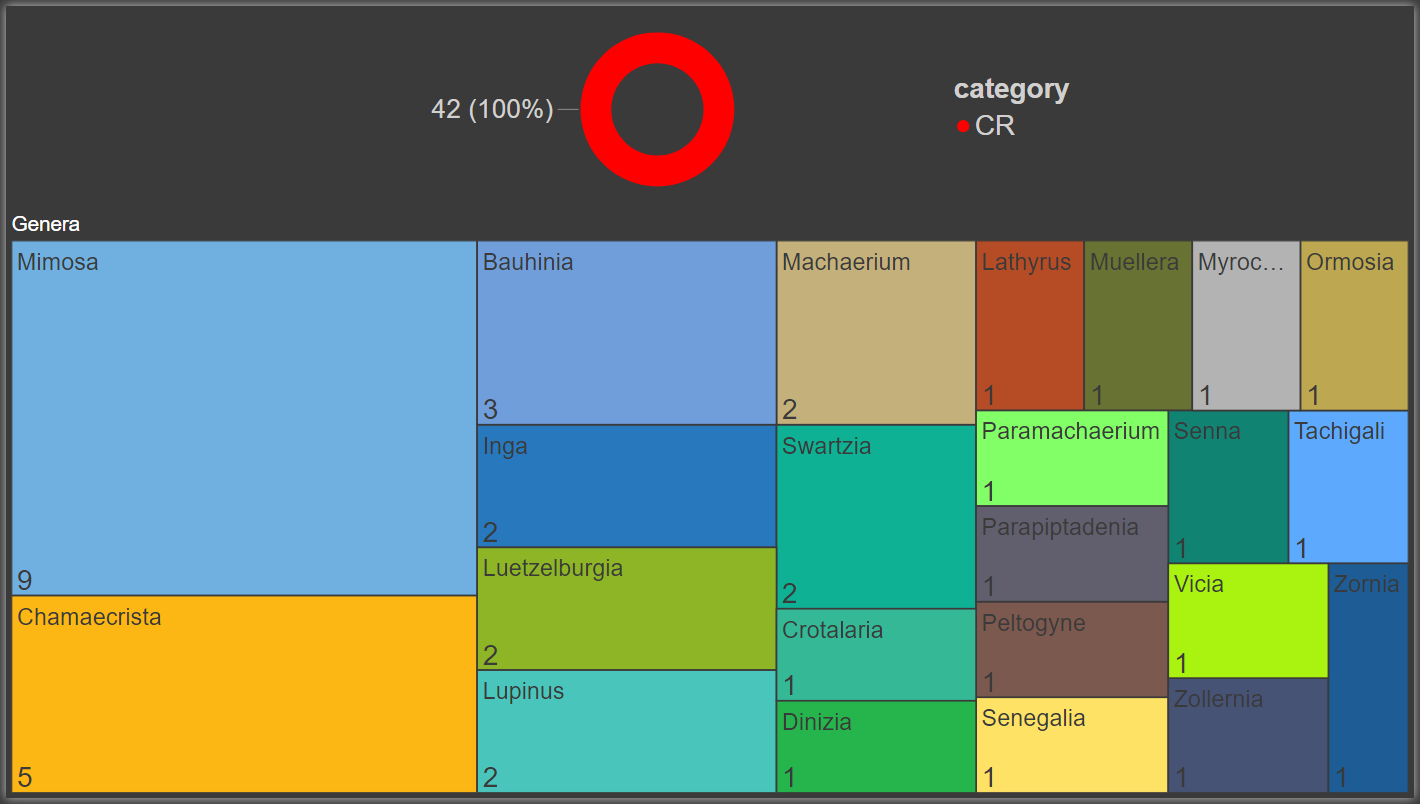 42 (100%)
category
CR
Genera
Mimosa
9
Chamaecrista
5
Bauhinia
3
Inga
2
Luetzelburgia
2
Lupinus
2
Machaerium
2
Swartzia
2
Crotalaria
1
Dinizia
1
Lathyrus
1
Muellera
1
Myroc…
1
Ormosia
1
Paramachaerium
1
Parapiptadenia
1
Peltogyne
1
Senegalia
1
Senna
1
Tachigali
1
Vicia
1
Zollernia
1
Zornia
1